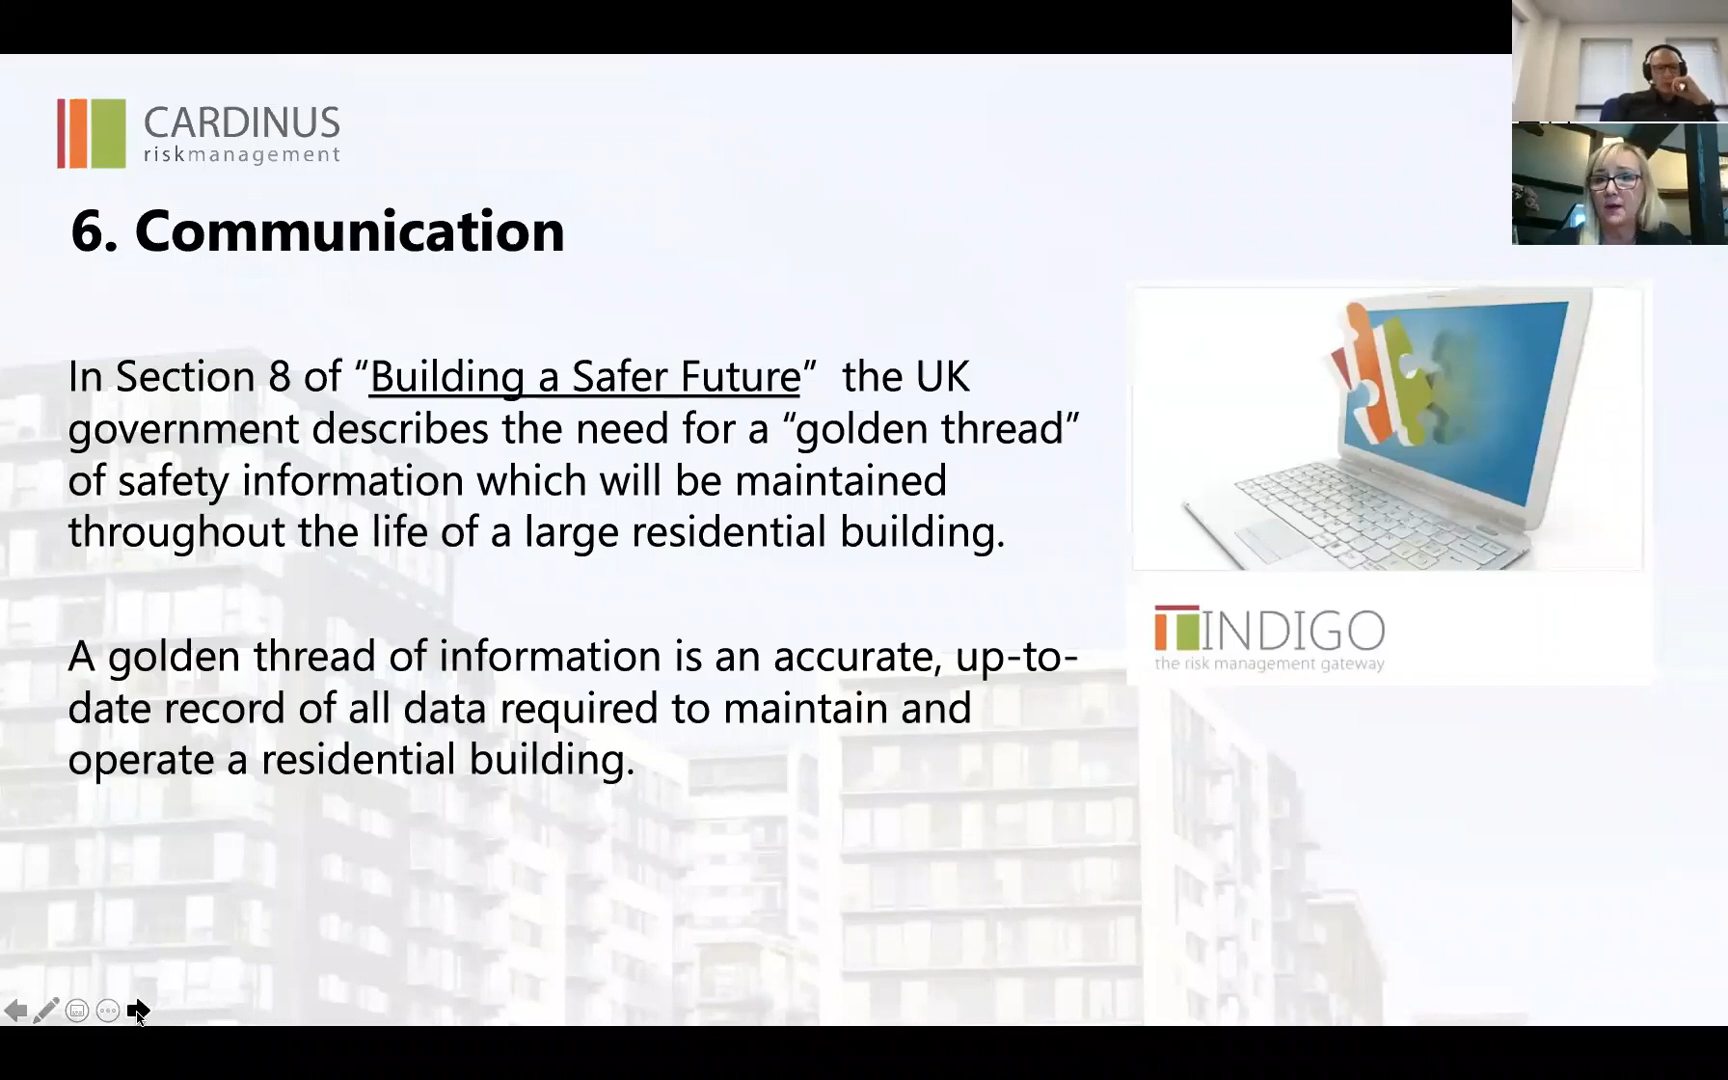 CARDINUS
riskmanagement
6. Communication
In Section 8 of “Building a Safer Future”  the UK
government describes the need for a “golden thread”
of safety information which will be maintained
throughout the life of a large residential building.
A golden thread of information is an accurate, up-to-
date record of all data required to maintain and
operate a residential building.
INDIGO
the risk management gateway